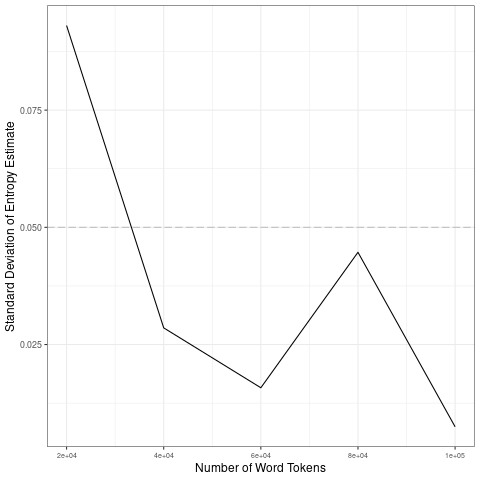 Standard Deviation of Entropy Estimate
0.075
0.050
0.025
2e+04 4e+04 6e+04 8e+04 1e+05
Number of Word Tokens